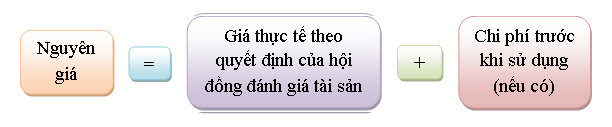 Nguyên
giá
=
Giá thực tế theo
quyết định của hội
đồng đánh giá tài sản
+
Chi phí trước
khi sử dụng
(nếu có)